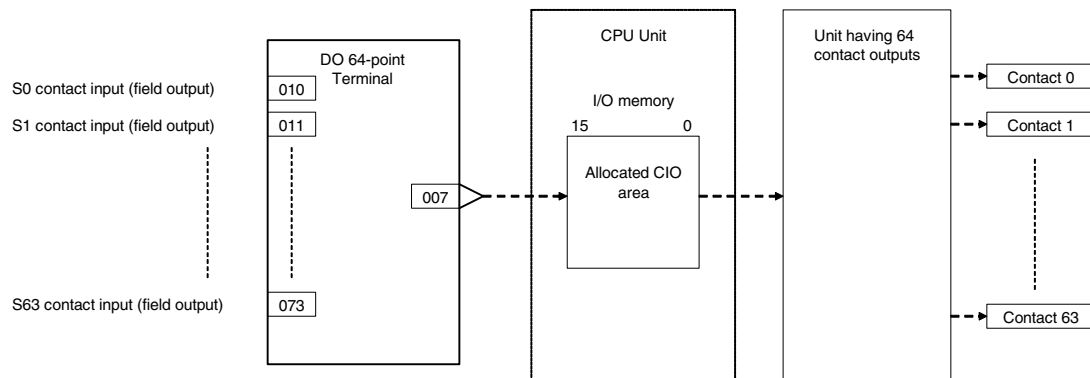 DO 64-point
Terminal
S0 contact input (field output)
010
S1 contact input (field output)
011
007
S63 contact input (field output)
073
CPU Unit
I/O memory
15 0
Allocated CIO
area
Unit having 64
contact outputs
Contact 0
Contact 1
Contact 63